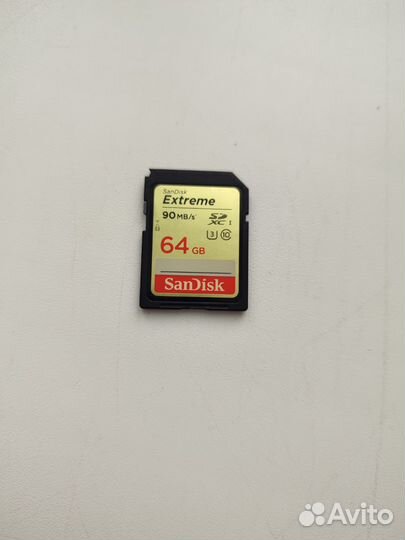 SanDisk
Extreme
90 MB/s
SD XC I
3 10
64 GB
SanDisk
Avito